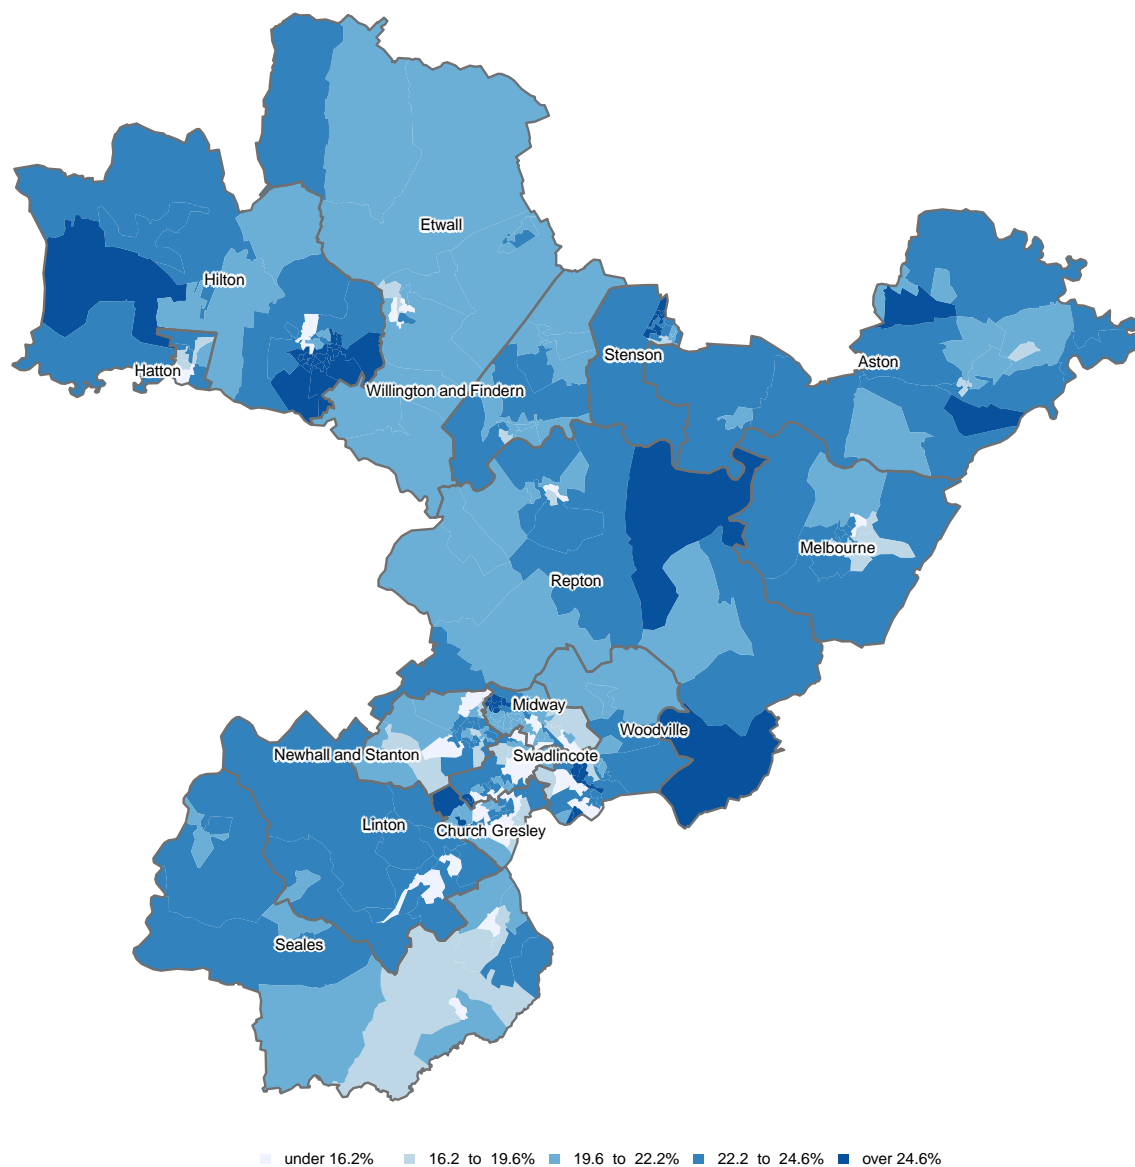 Etwall
Hilton
Stenson
Aston
Hatton
Willington and Findern
Melbourne
Repton
Midway
Woodville
Newhall and Stanton
Swadlincote
Linton
Church Gresley
Seales
under 16.2% 16.2 to 19.6% 19.6 to 22.2% 22.2 to 24.6% over 24.6%